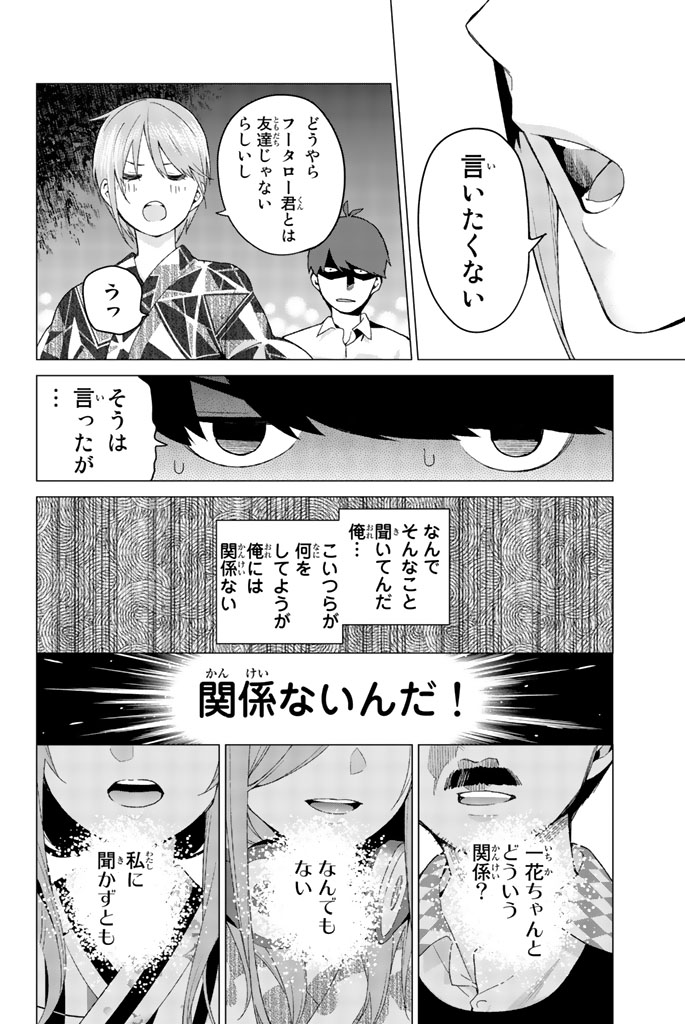 言いたくない
どうやら
フータロー君とは
友達じゃない
らしいし
うっ
そうは
言ったが
…
なんで
そんなこと
聞いてんだ
俺…
こいつらが
何を
してようが
俺には
関係ない
関係ないんだ！
一花ちゃんと
どういう
関係？
なんでも
ない
私に
聞かずとも